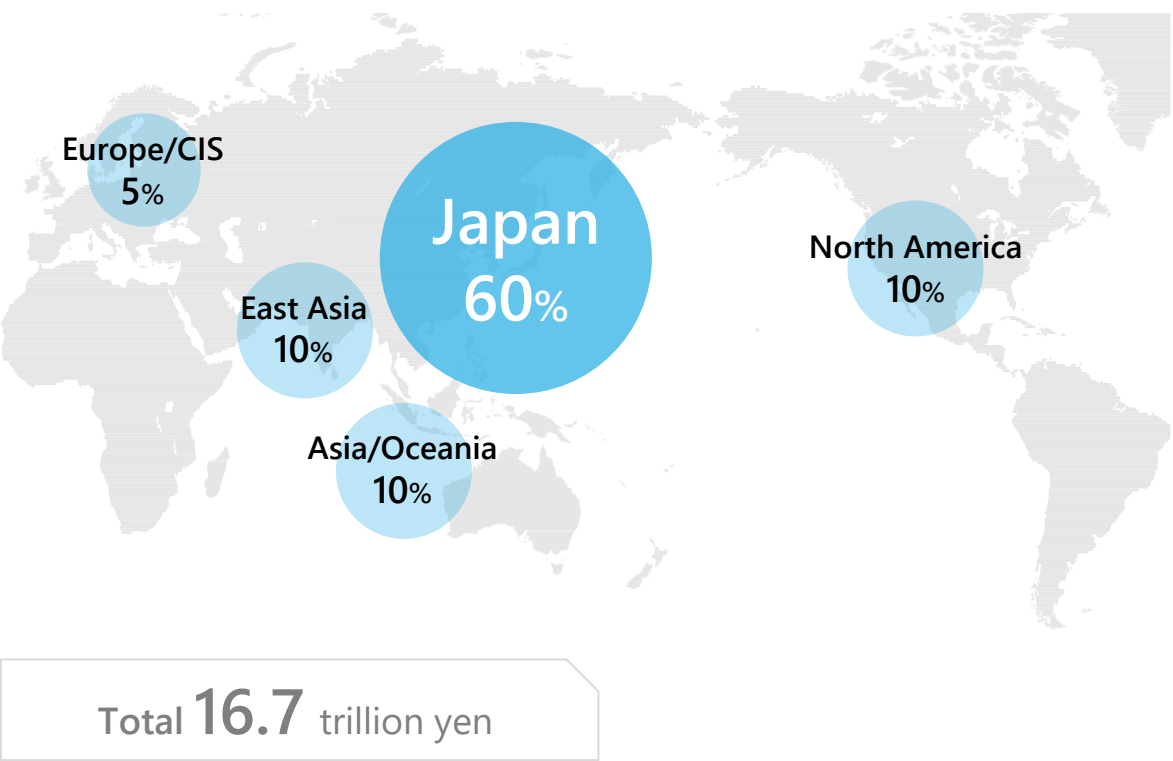 Europe/CIS
5%
Japan
60%
North America
10%
East Asia
10%
Asia/Oceania
10%
Total 16.7 trillion yen